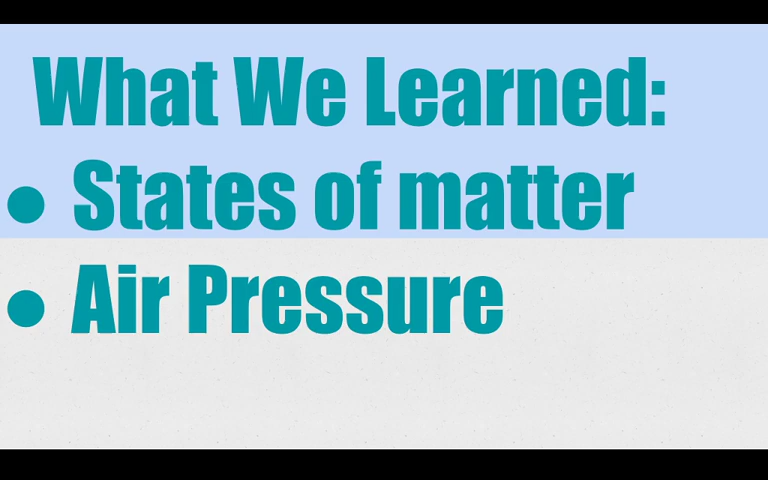 What We Learned:
● States of matter
● Air Pressure